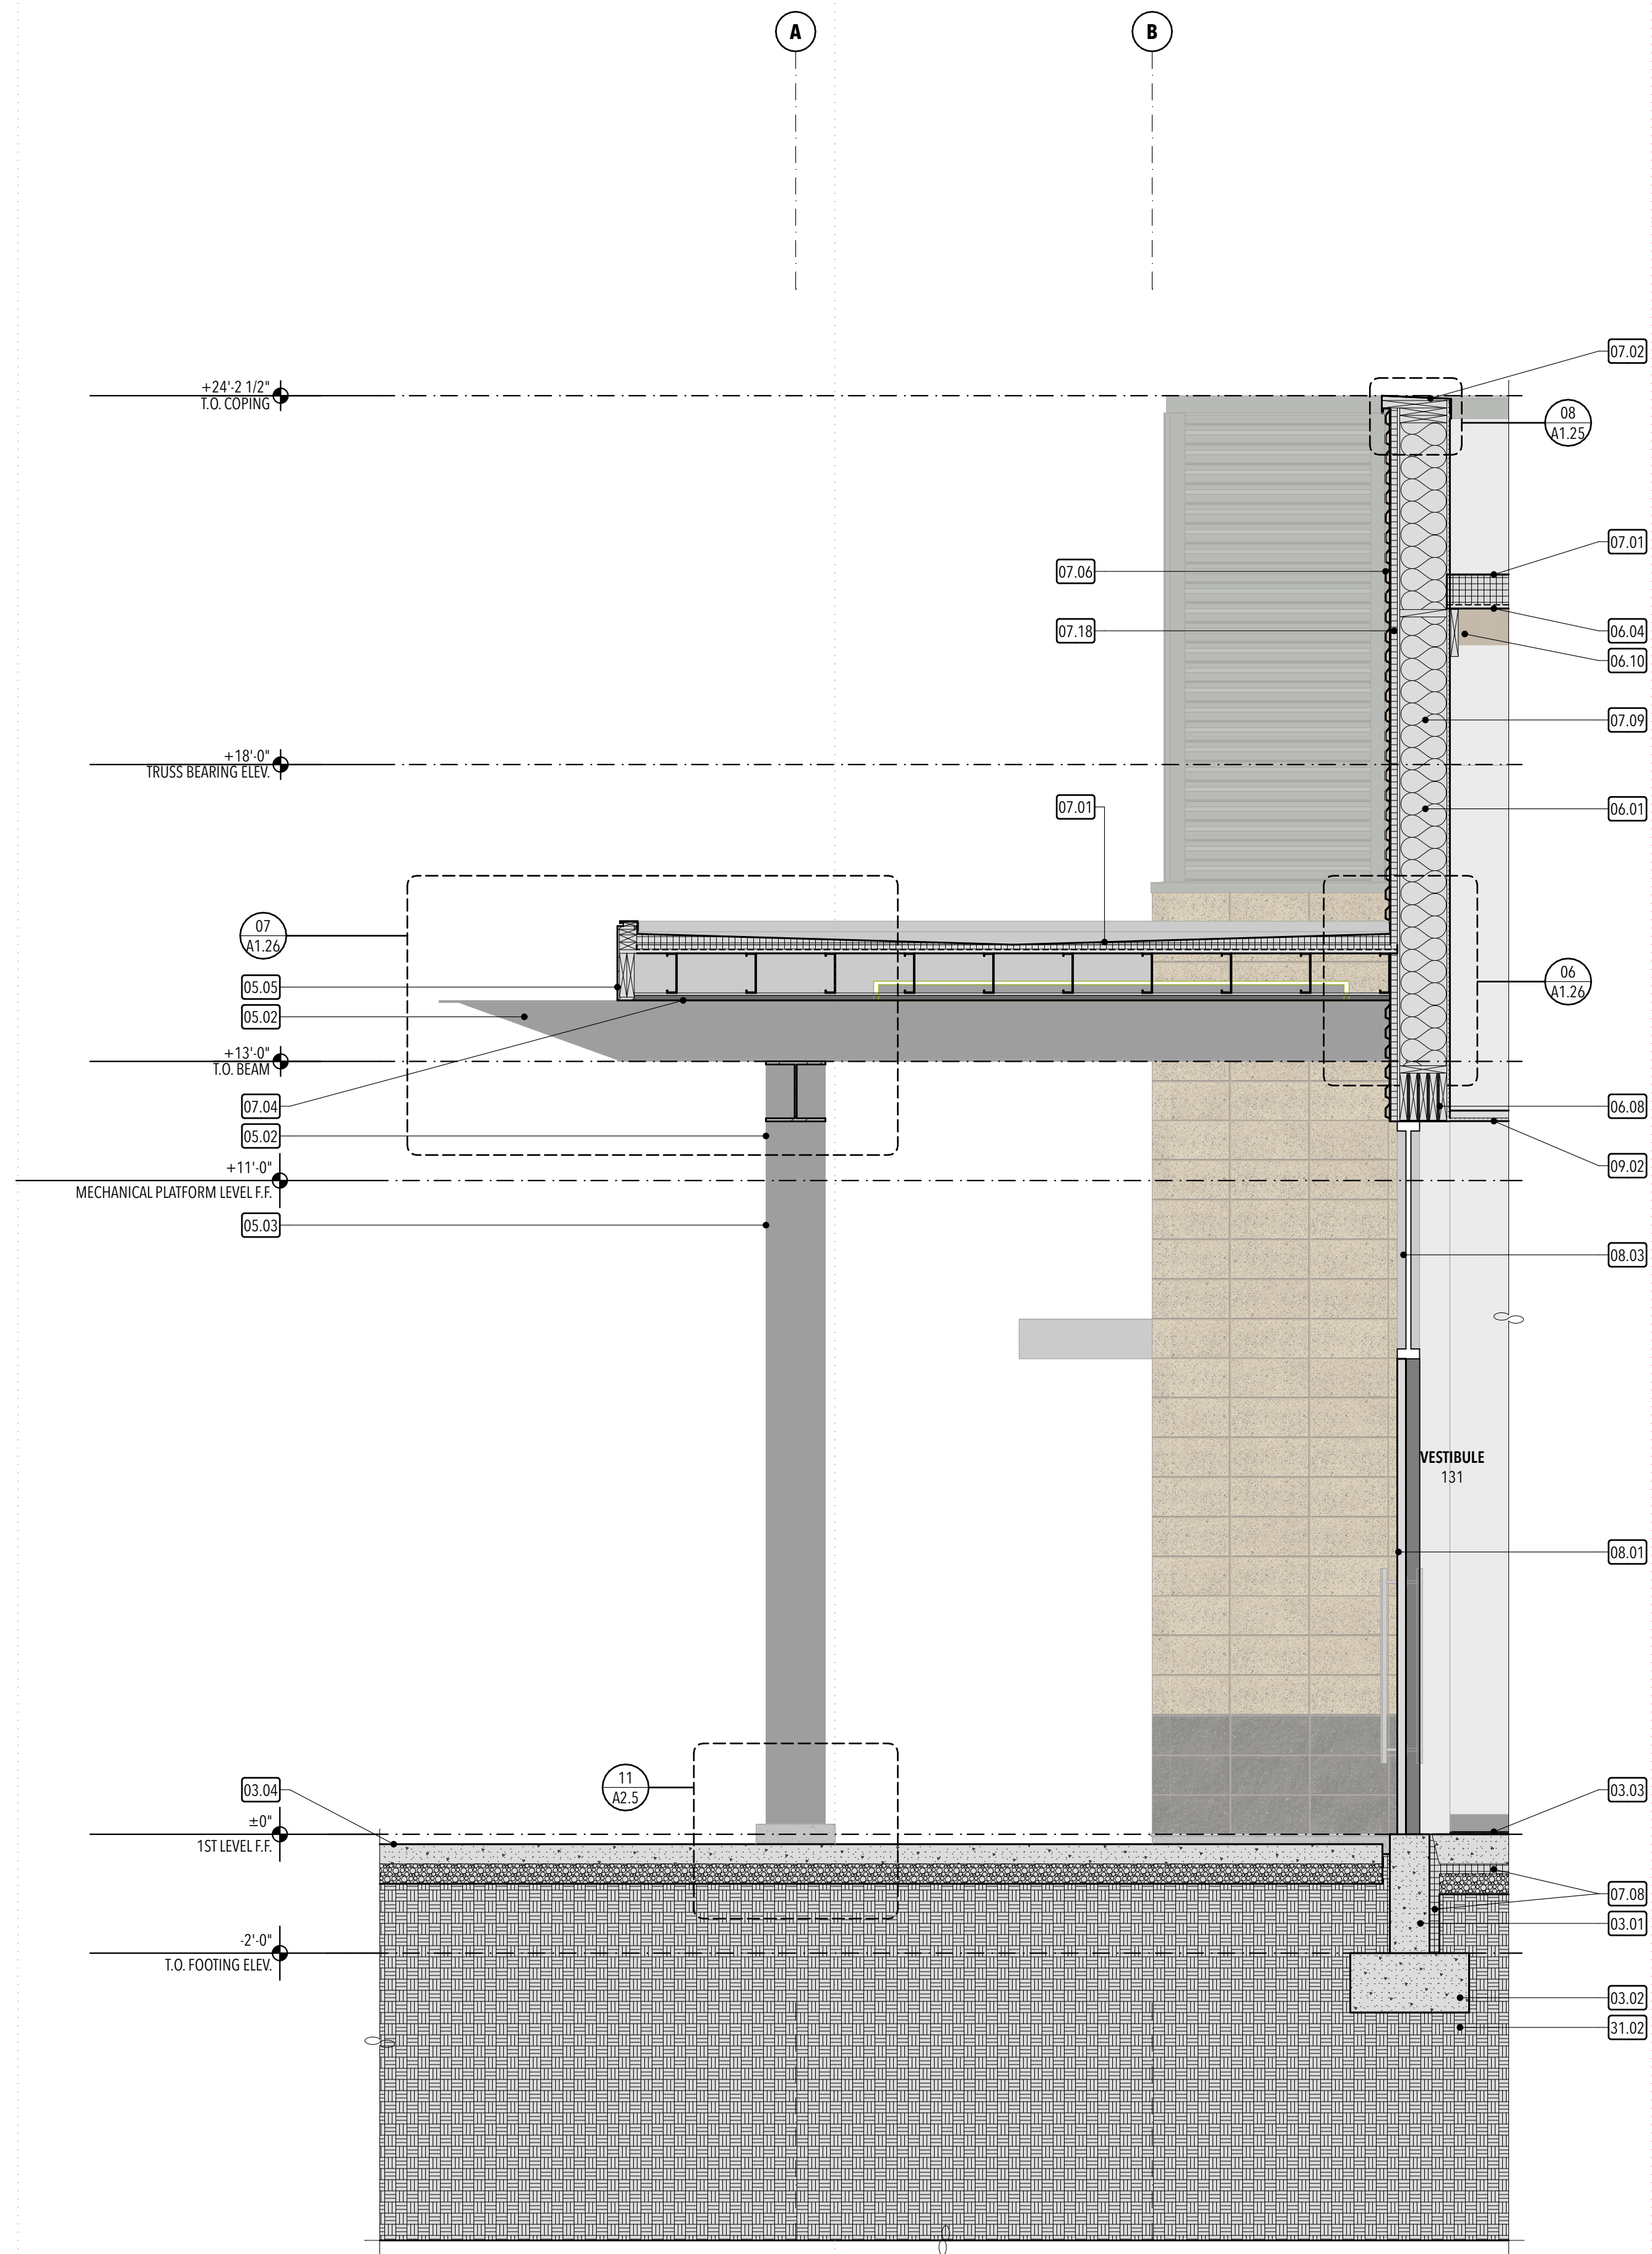 A
B
07.02
+24'-2 1/2"
T.O. COPING
08
A1.25
07.01
07.06
07.18
06.04
06.10
07.09
+18'-0"
TRUSS BEARING ELEV.
07.01
06.01
07
A1.26
06
A1.26
05.05
05.02
+13'-0"
T.O. BEAM
07.04
06.08
05.02
09.02
+11'-0"
MECHANICAL PLATFORM LEVEL F.F.
05.03
08.03
VESTIBULE
131
08.01
11
A2.5
03.04
03.03
±0"
1ST LEVEL F.F.
07.08
03.01
-2'-0"
T.O. FOOTING ELEV.
03.02
31.02